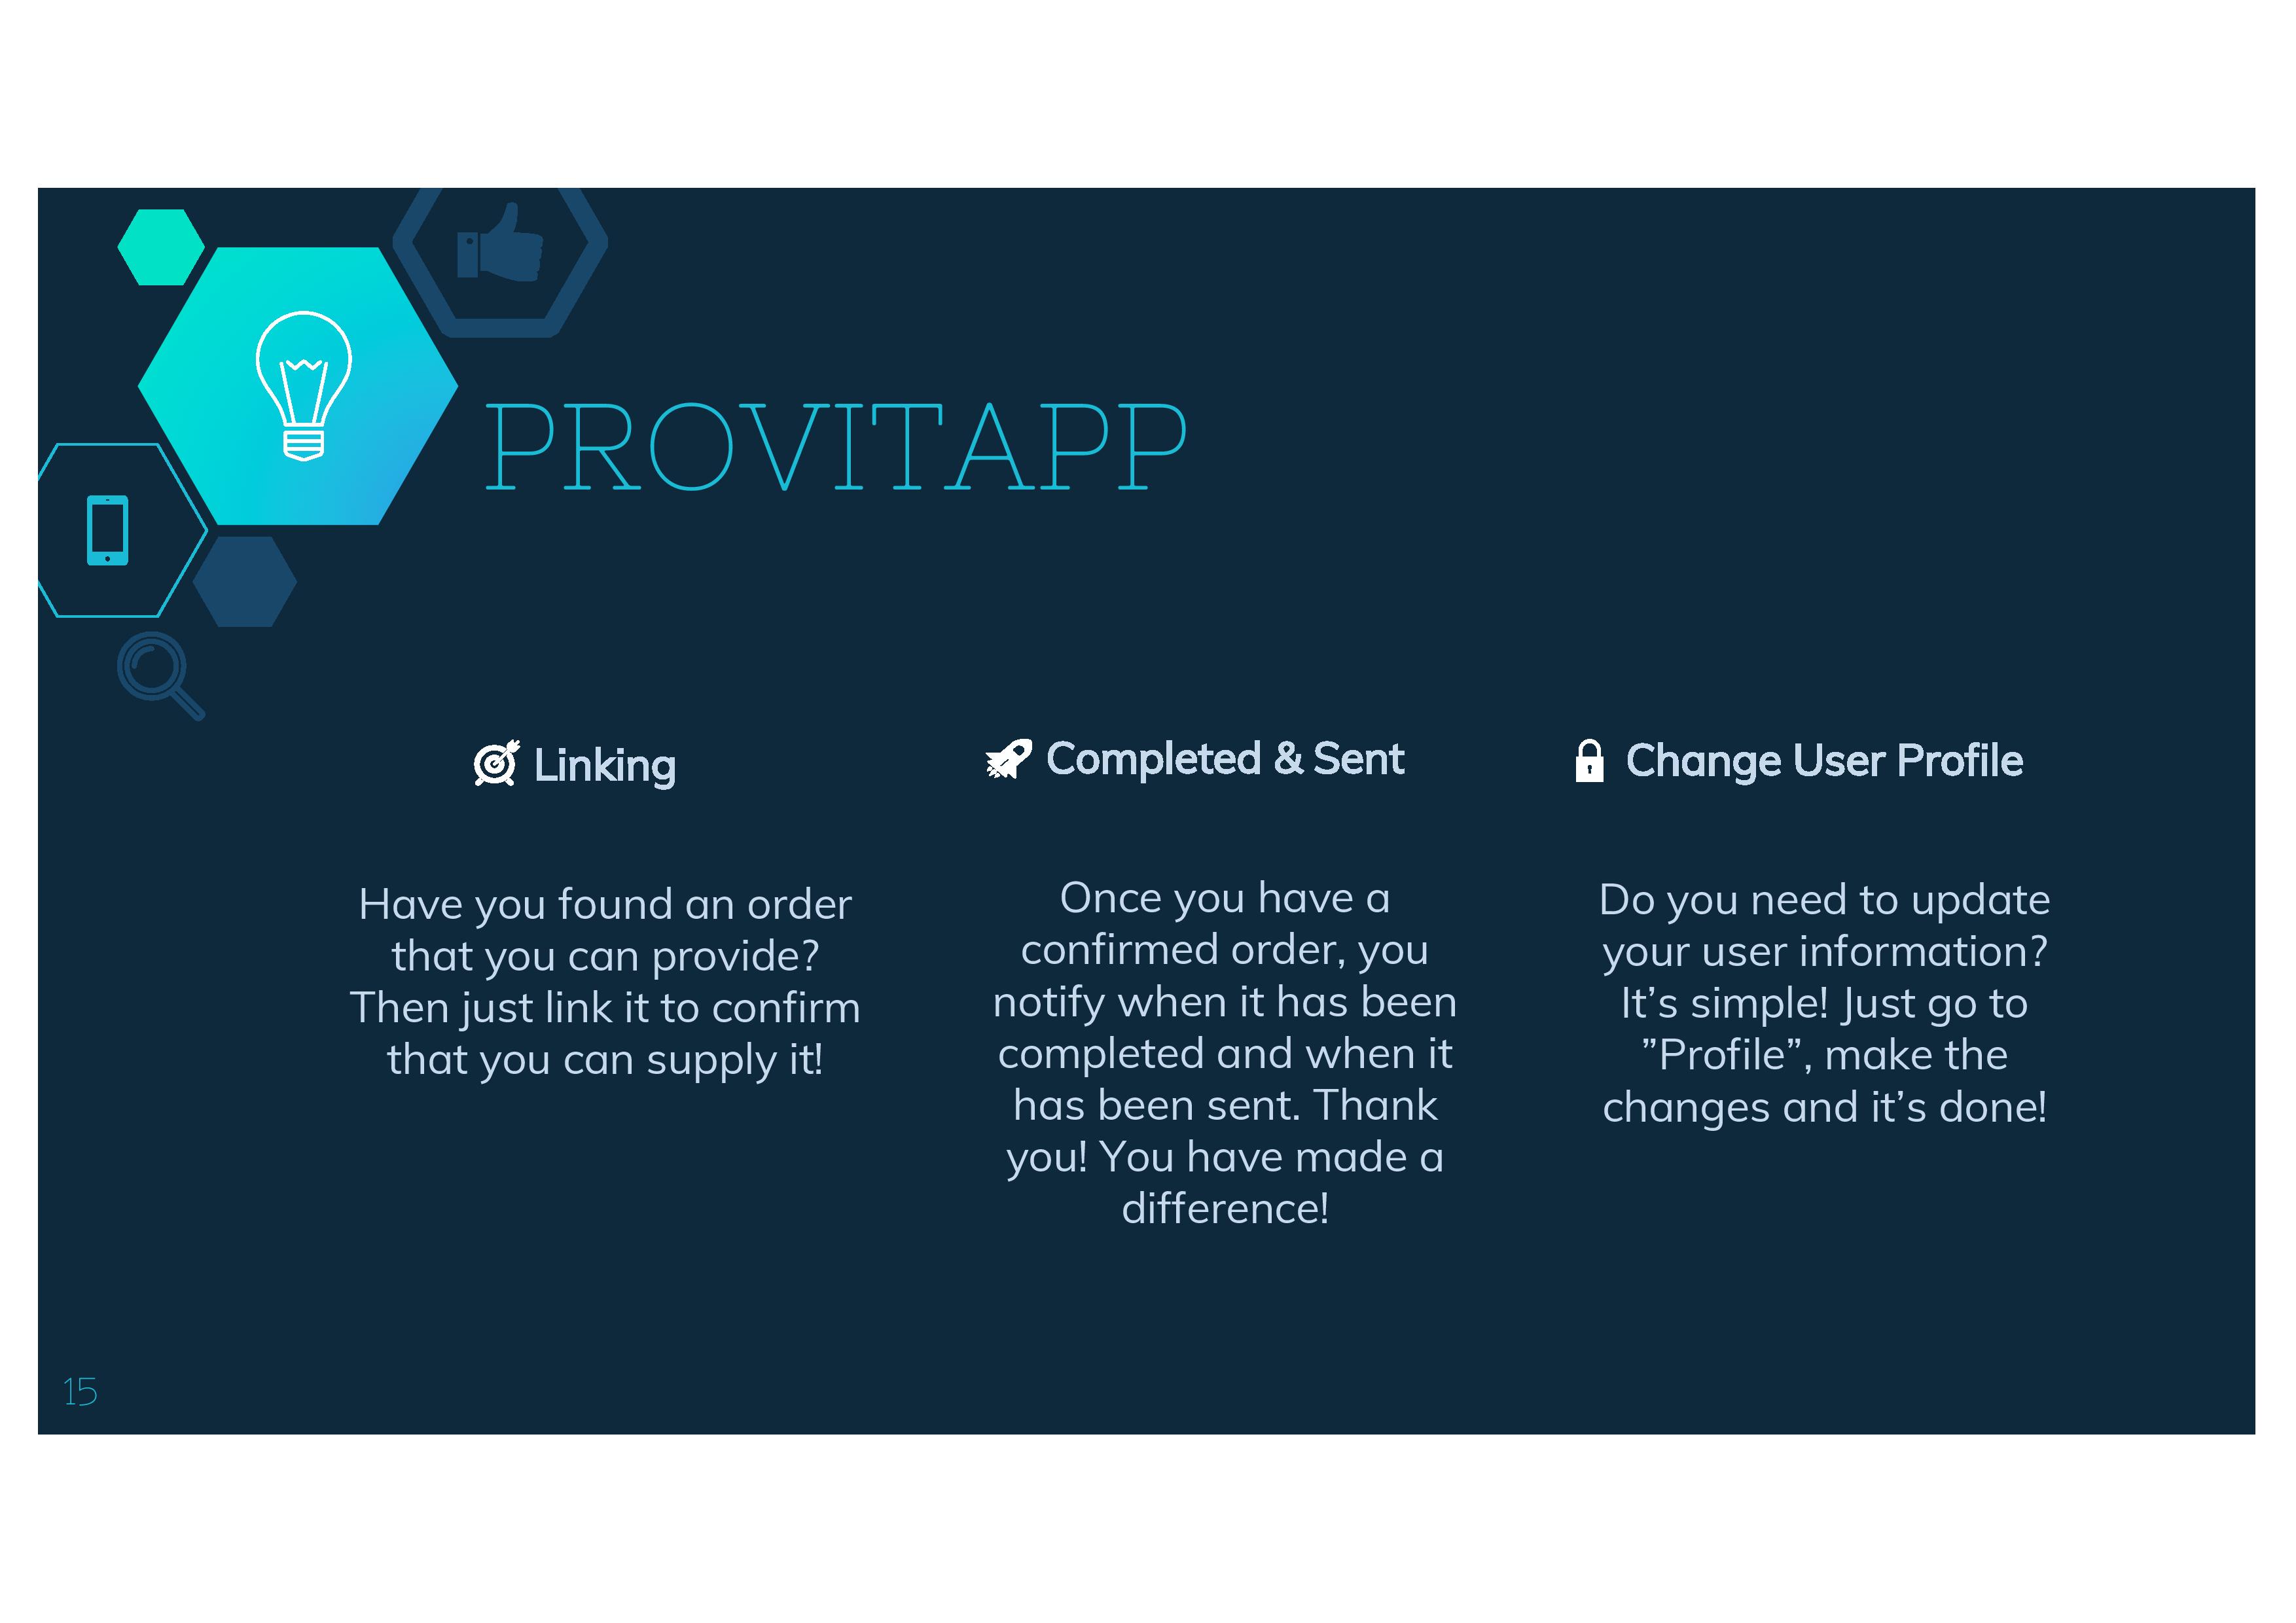 PROVITAPP
Linking
Have you found an order
that you can provide?
Then just link it to confirm
that you can supply it!
Completed & Sent
Once you have a
confirmed order, you
notify when it has been
completed and when it
has been sent. Thank
you! You have made a
difference!
Change User Profile
Do you need to update
your user information?
It’s simple! Just go to
”Profile”, make the
changes and it’s done!
15